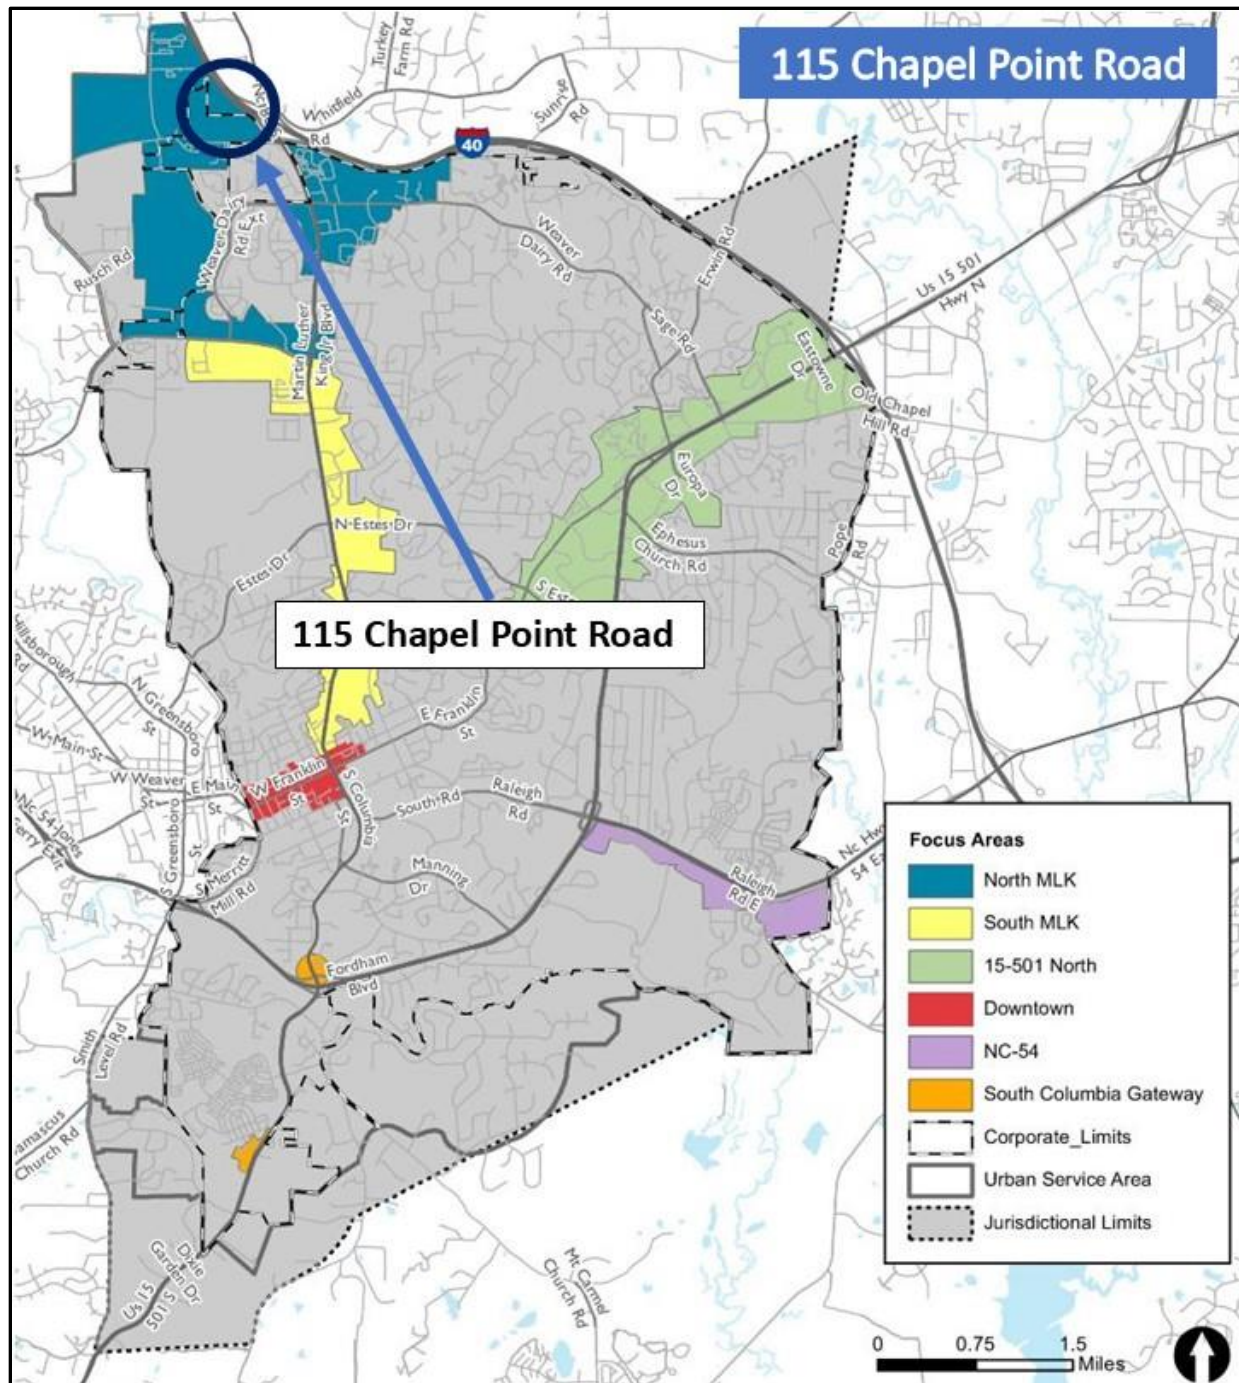 115 Chapel Point Road
Turkey
Farm Rd
Whitfield
Rd
Sunrise
Rd
40
Weaver Dairy
Rd Ext
Rusch Rd
Weaver
Dairy Rd
Erwin Rd
Us 15 501
Hwy N
Sage Rd
Martin Luther
King Jr Blvd
Eastowne
Dr
Old Chapel
Hill Rd
Europa
Dr
N Estes Dr
Ephesus
Church Rd
Pope
Rd
Estes Dr
S Este
115 Chapel Point Road
Hillsborough
Rd
N Greensboro
St
E Franklin
St
W Main St
W Weaver
St
E Main
St
W Franklin
St
S Columbia
St
South Rd
Raleigh
Rd
Nc 54-Jones
Ferry Exit
S Greensboro
St
S Merritt
Mill Rd
Manning
Dr
Raleigh
Rd E
Nc Hw
54 Ea
Fordham
Blvd
Smith
Level Rd
amascus
Church Rd
Dixie
Garden Dr
Us 15
501 S
Mt Carmel
Church Rd
Focus Areas
North MLK
South MLK
15-501 North
Downtown
NC-54
South Columbia Gateway
Corporate_Limits
Urban Service Area
Jurisdictional Limits
0 0.75 1.5
Miles